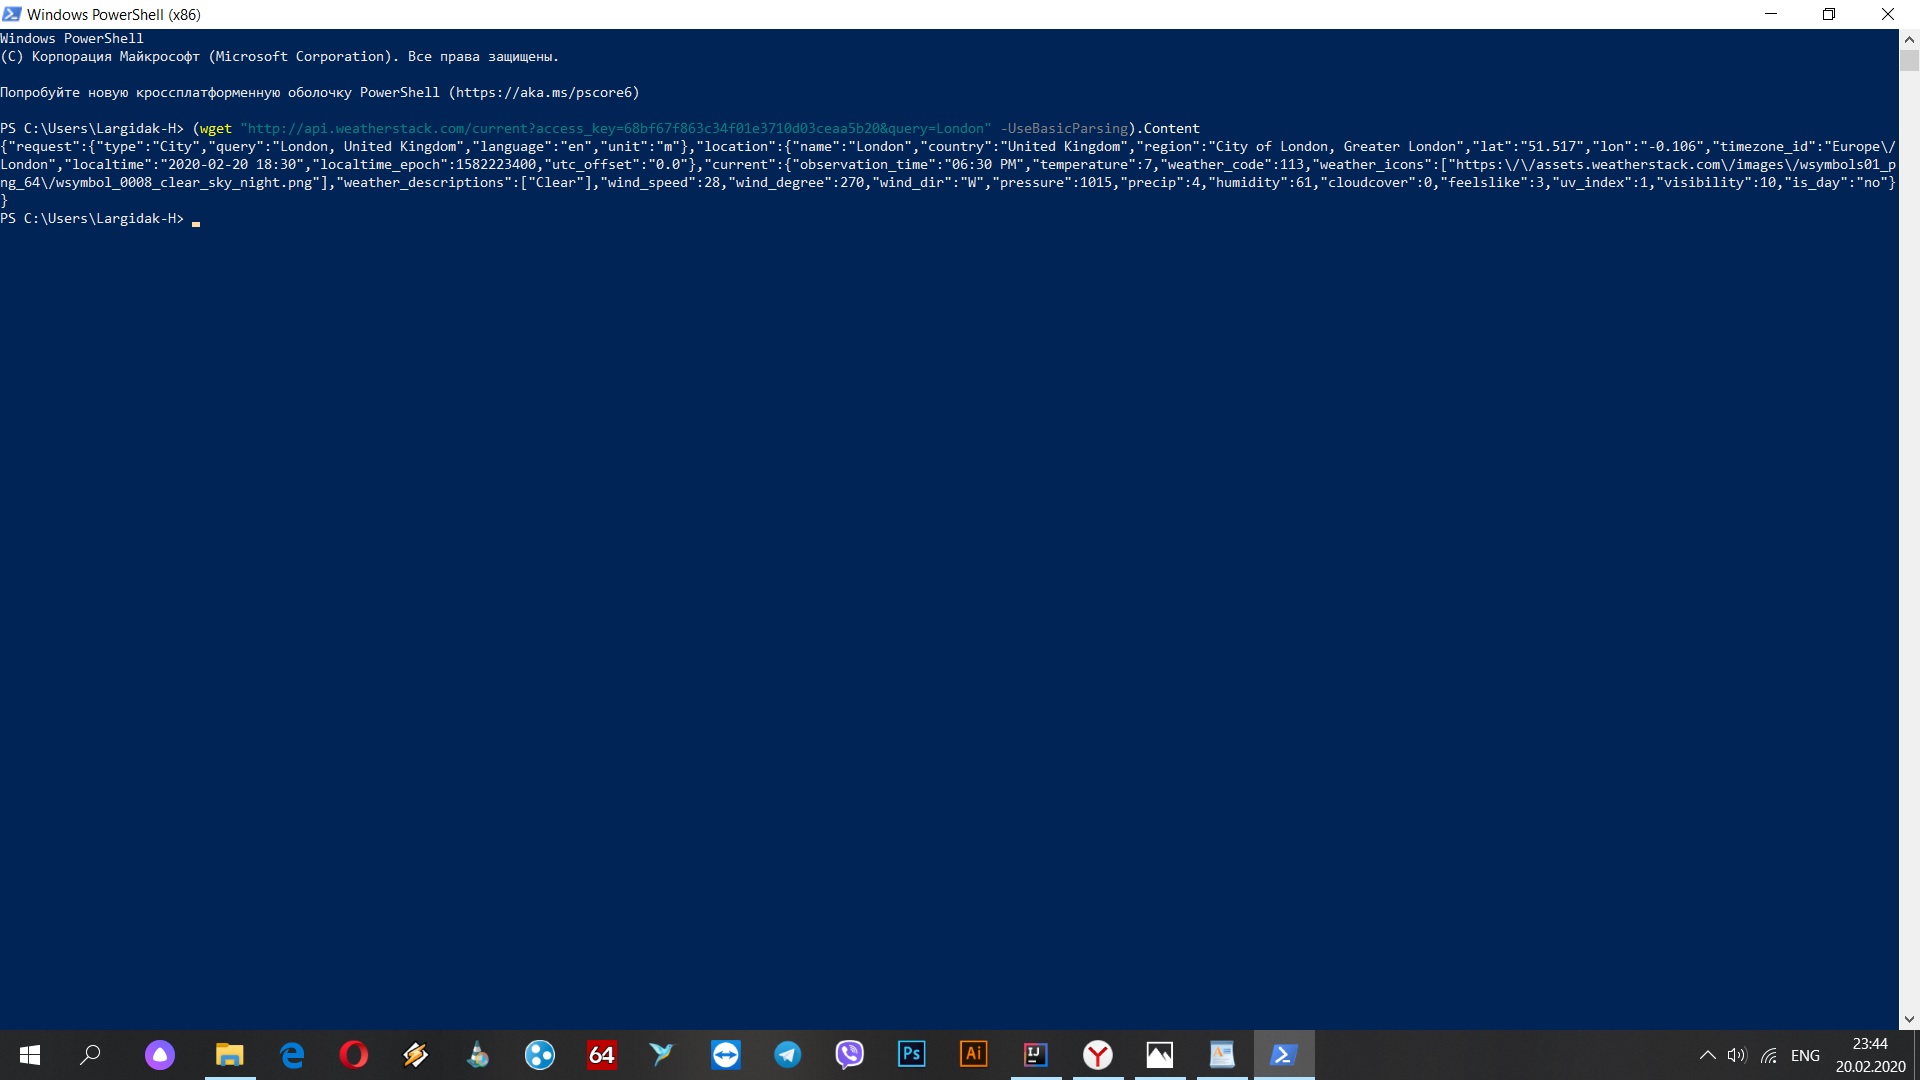 Windows PowerShell (x86)
Windows PowerShell
(C) Корпорация Майкрософт (Microsoft Corporation). Все права защищены.
Попробуйте новую кроссплатформенную оболочку PowerShell (https://aka.ms/pscore6)
PS C:\Users\Largidak-H> (wget "http://api.weatherstack.com/current?access_key=68bf67f863c34f01e3710d03ceaa5b20&query=London" -UseBasicParsing).Content
{"request":{"type":"City","query":"London, United Kingdom","language":"en","unit":"m"},"location":{"name":"London","country":"United Kingdom","region":"City of London, Greater London","lat":"51.517","lon":"-0.106","timezone_id":"Europe\/
London","localtime":"2020-02-20 18:30","localtime_epoch":1582223400,"utc_offset":"0.0"},"current":{"observation_time":"06:30 PM","temperature":7,"weather_code":113,"weather_icons":["https:\/\/assets.weatherstack.com\/images\/wsymbols01_p
ng_64\/wsymbol_0008_clear_sky_night.png"],"weather_descriptions":["Clear"],"wind_speed":28,"wind_degree":270,"wind_dir":"W","pressure":1015,"precip":4,"humidity":61,"cloudcover":0,"feelslike":3,"uv_index":1,"visibility":10,"is_day":"no"}
}
PS C:\Users\Largidak-H>
64
Ps
Ai
IJ
ENG
23:44
20.02.2020